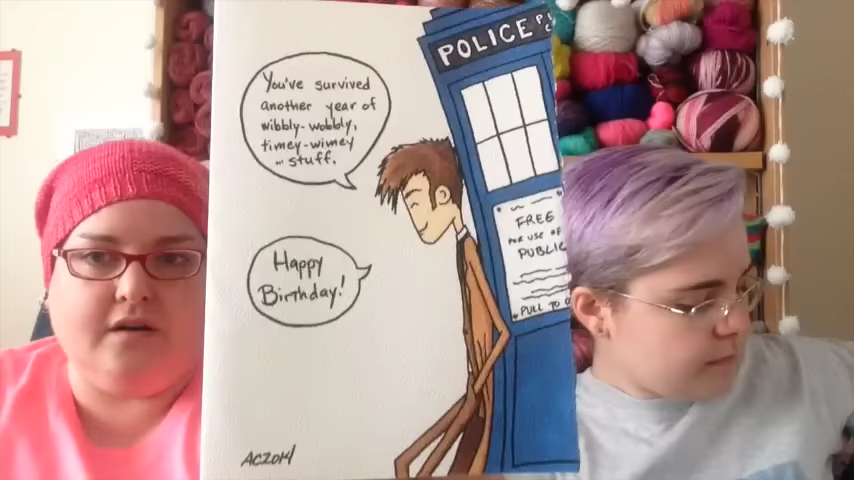 You've survived
another year of
wibbly-wobbly,
timey-wimey
... stuff.
Happy
Birthday!
POLICE
FREE
FOR USE OF
PUBLIC
PULL TO
AC2014